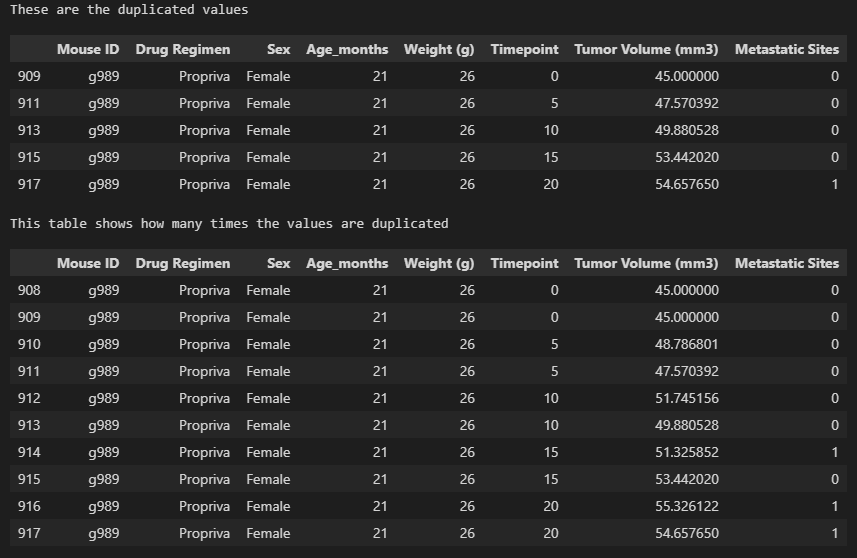 These are the duplicated values
Mouse ID Drug Regimen Sex Age_months Weight (g) Timepoint Tumor Volume (mm3) Metastatic Sites
909 g989 Propriva Female 21 26 0 45.000000 0
911 g989 Propriva Female 21 26 5 47.570392 0
913 g989 Propriva Female 21 26 10 49.880528 0
915 g989 Propriva Female 21 26 15 53.442020 0
917 g989 Propriva Female 21 26 20 54.657650 1
This table shows how many times the values are duplicated
Mouse ID Drug Regimen Sex Age_months Weight (g) Timepoint Tumor Volume (mm3) Metastatic Sites
908 g989 Propriva Female 21 26 0 45.000000 0
909 g989 Propriva Female 21 26 0 45.000000 0
910 g989 Propriva Female 21 26 5 48.786801 0
911 g989 Propriva Female 21 26 5 47.570392 0
912 g989 Propriva Female 21 26 10 51.745156 0
913 g989 Propriva Female 21 26 10 49.880528 0
914 g989 Propriva Female 21 26 15 51.325852 1
915 g989 Propriva Female 21 26 15 53.442020 0
916 g989 Propriva Female 21 26 20 55.326122 1
917 g989 Propriva Female 21 26 20 54.657650 1